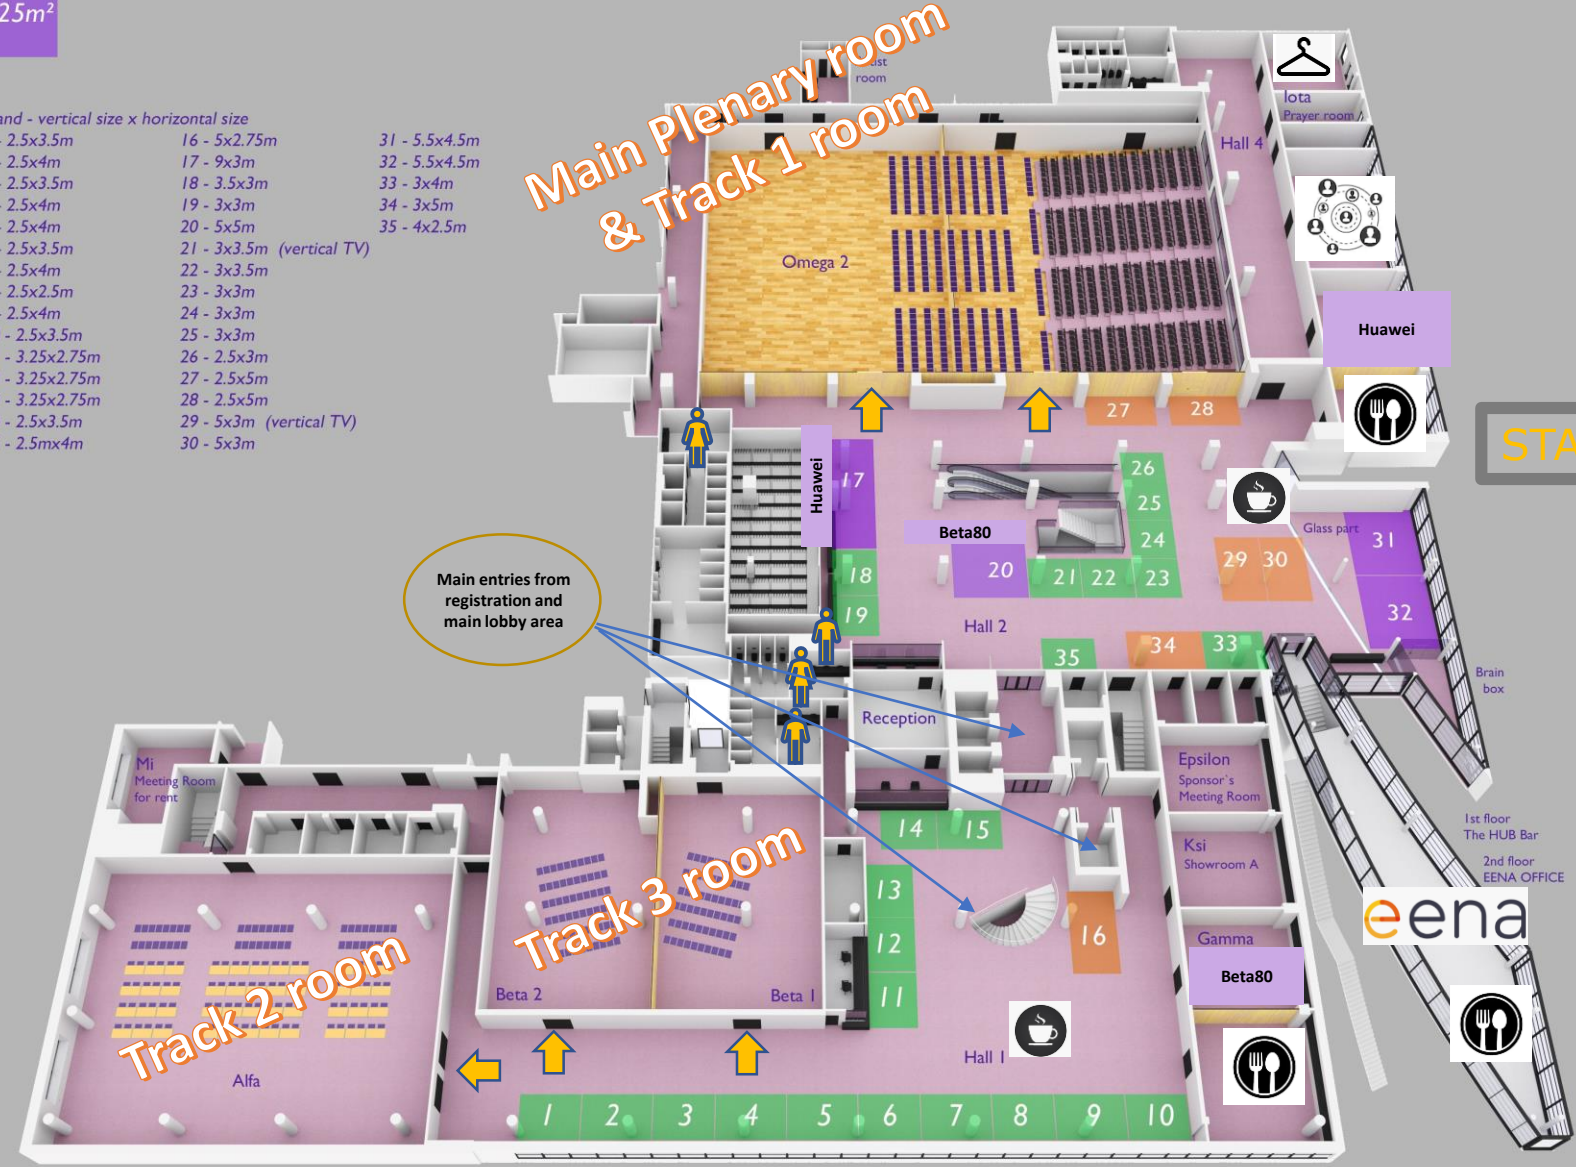 25m²
and - vertical size x horizontal size
- 2.5x3.5m
- 2.5x4m
- 2.5x3.5m
- 2.5x4m
- 2.5x4m
- 2.5x3.5m
- 2.5x4m
- 2.5x2.5m
- 2.5x4m
- 2.5x3.5m
- 3.25x2.75m
- 3.25x2.75m
- 3.25x2.75m
- 2.5x3.5m
- 2.5mx4m
16 - 5x2.75m
17 - 9x3m
18 - 3.5x3m
19 - 3x3m
20 - 5x5m
21 - 3x3.5m (vertical TV)
22 - 3x3.5m
23 - 3x3m
24 - 3x3m
25 - 3x3m
26 - 2.5x3m
27 - 2.5x5m
28 - 2.5x5m
29 - 5x3m (vertical TV)
30 - 5x3m
31 - 5.5x4.5m
32 - 5.5x4.5m
33 - 3x4m
34 - 3x5m
35 - 4x2.5m
Main Plenary room
& Track 1 room
room
Iota
Prayer room
Hall 4
Omega 2
Huawei
STA
27
28
Huawei
17
26
25
24
Beta80
20
21
22
23
18
19
Glass part
29
30
31
32
Main entries from
registration and
main lobby area
Hall 2
35
34
33
Brain
box
Reception
Mi
Meeting Room
for rent
Epsilon
Sponsor's
Meeting Room
Ksi
Showroom A
1st floor
The HUB Bar
2nd floor
EENA OFFICE
eena
14
15
13
12
11
16
Gamma
Beta80
Track 3 room
Beta 2
Beta 1
Track 2 room
Alfa
Hall 1
1
2
3
4
5
6
7
8
9
10